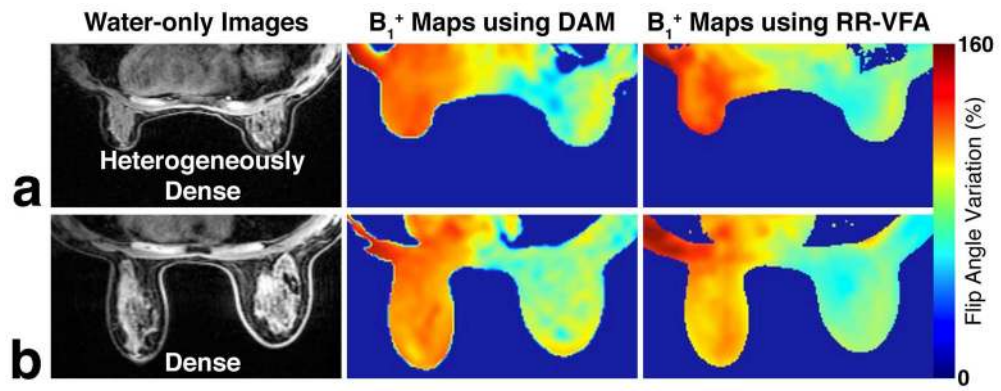 Water-only Images
B₁⁺ Maps using DAM
B₁⁺ Maps using RR-VFA
a
Heterogeneously
Dense
b
Dense
160
Flip Angle Variation (%)
0